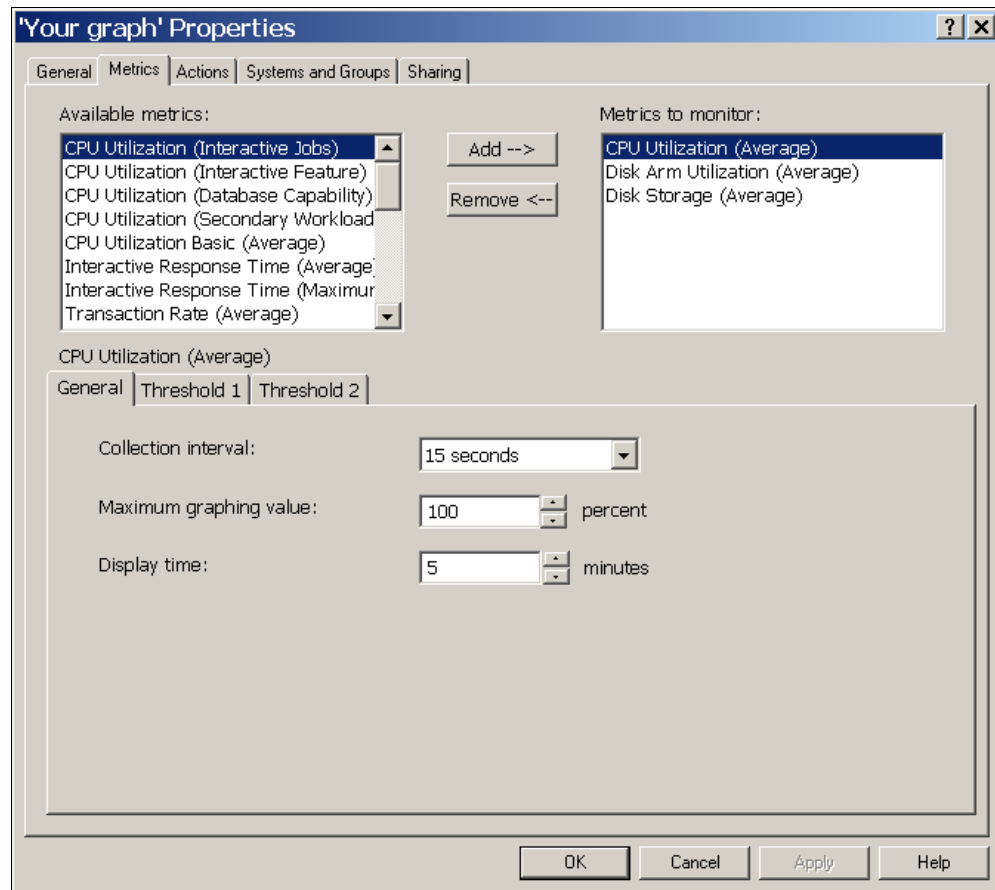 'Your graph' Properties
General Metrics Actions Systems and Groups Sharing
Available metrics:
CPU Utilization (Interactive Jobs)
CPU Utilization (Interactive Feature)
CPU Utilization (Database Capability)
CPU Utilization (Secondary Workload
CPU Utilization Basic (Average)
Interactive Response Time (Average)
Interactive Response Time (Maximur
Transaction Rate (Average)
Add -->
Remove <--
Metrics to monitor:
CPU Utilization (Average)
Disk Arm Utilization (Average)
Disk Storage (Average)
CPU Utilization (Average)
General Threshold 1 Threshold 2
Collection interval: 15 seconds
Maximum graphing value: 100 percent
Display time: 5 minutes
OK Cancel Apply Help